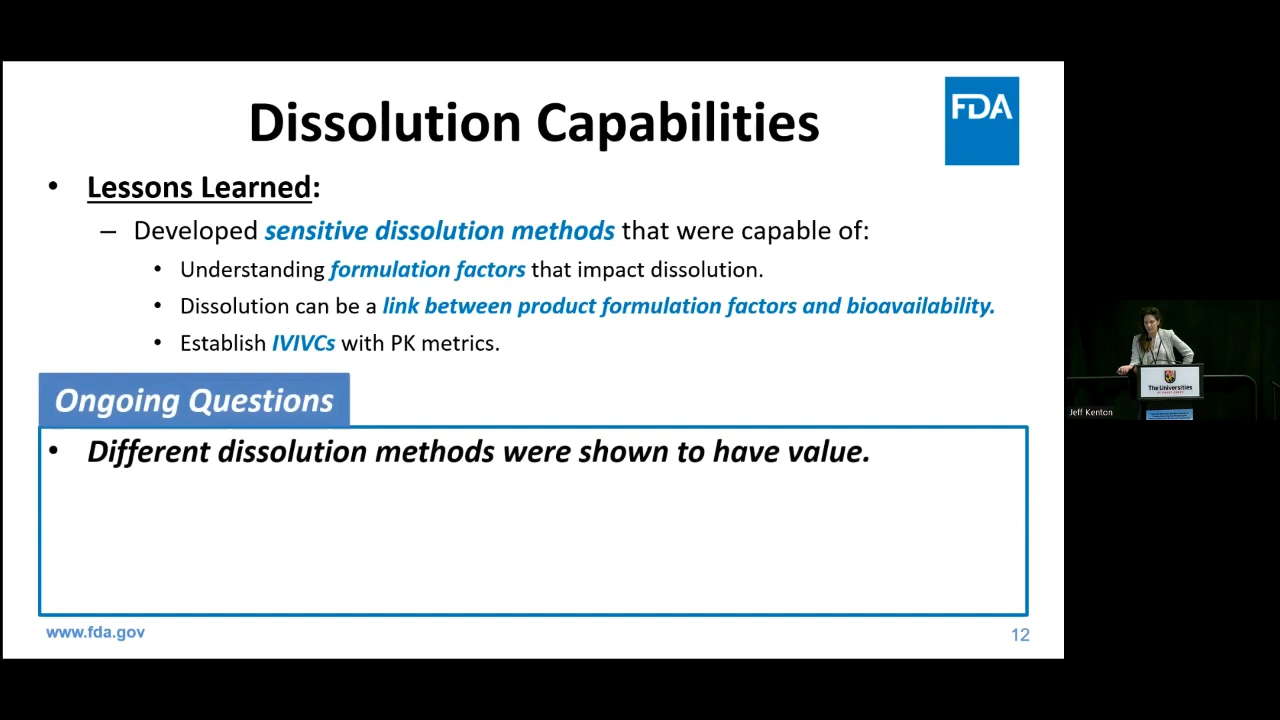 Dissolution Capabilities
FDA
• Lessons Learned:
– Developed sensitive dissolution methods that were capable of:
• Understanding formulation factors that impact dissolution.
• Dissolution can be a link between product formulation factors and bioavailability.
• Establish IVIVCs with PK metrics.
Ongoing Questions
• Different dissolution methods were shown to have value.
www.fda.gov
12
The Universities
Jeff Kenton